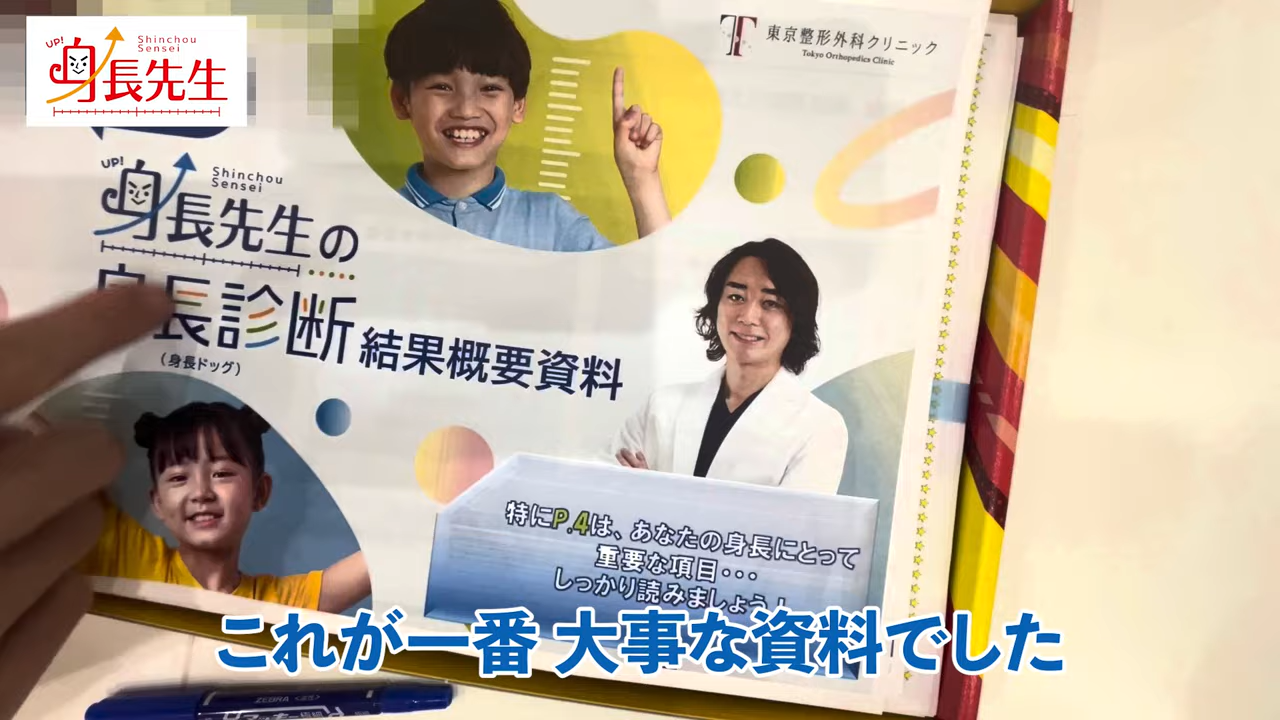 UP!
Shinchou
Sensei
身長先生
東京整形外科クリニック
Tokyo Orthopedics Clinic
UP!
Shinchou
Sensei
身長先生の
身長診断 結果概要資料
(身長ドッグ)
特にP.4は、あなたの身長にとって
重要な項目・・・
しっかり読みましょう!
これが一番 大事な資料でした
ZEBRA